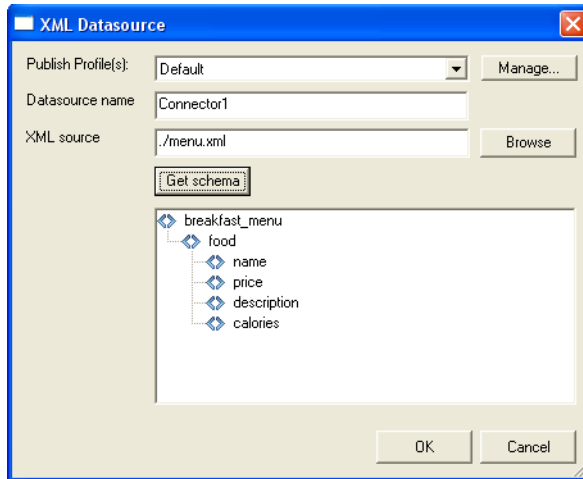 XML Datasource
Publish Profile(s): Default Manage...
Datasource name Connector1
XML source ./menu.xml Browse
Get schema
breakfast_menu
food
name
price
description
calories
OK Cancel